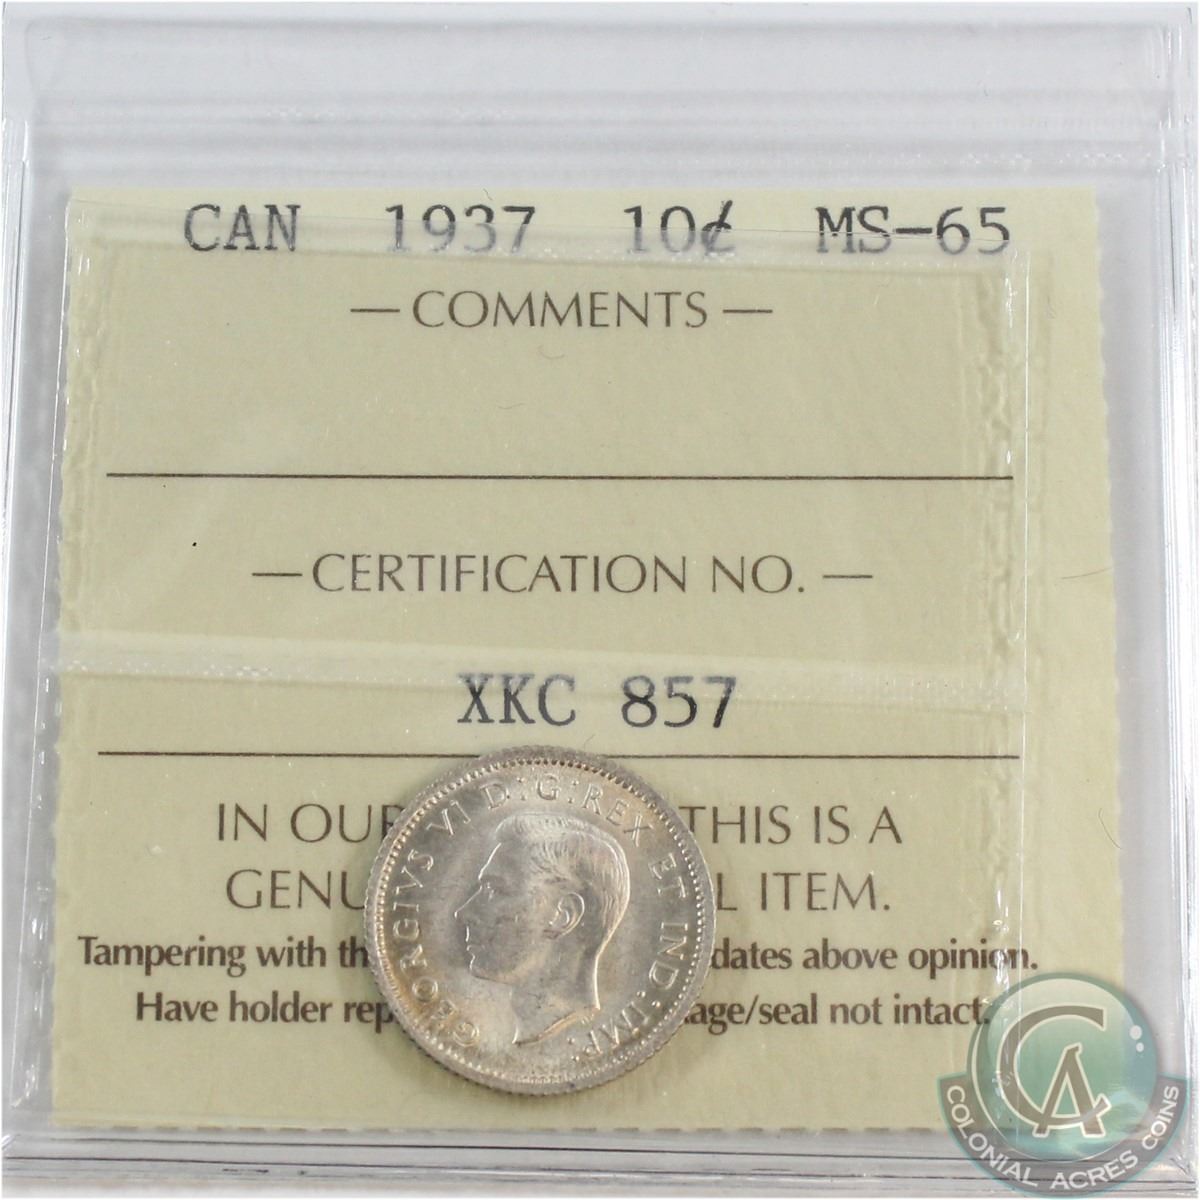 CAN 1937 10¢ MS-65
— COMMENTS —
— CERTIFICATION NO. —
XKC 857
IN OUR THIS IS A
GENU L ITEM.
Tampering with th dates above opinion.
Have holder rep age/seal not intact.
GEORGIVS VI D:G:REX ET IND:IMP:
CA
COLONIAL ACRES COINS